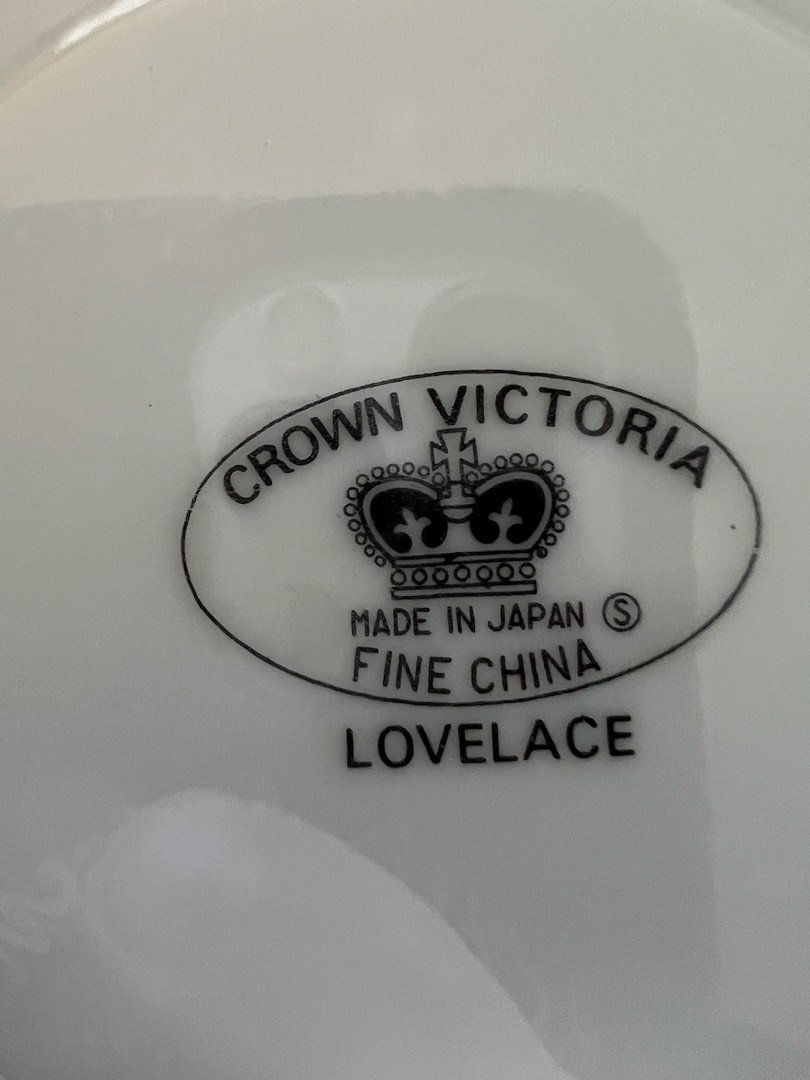 CROWN VICTORIA
MADE IN JAPAN Ⓢ
FINE CHINA
LOVELACE